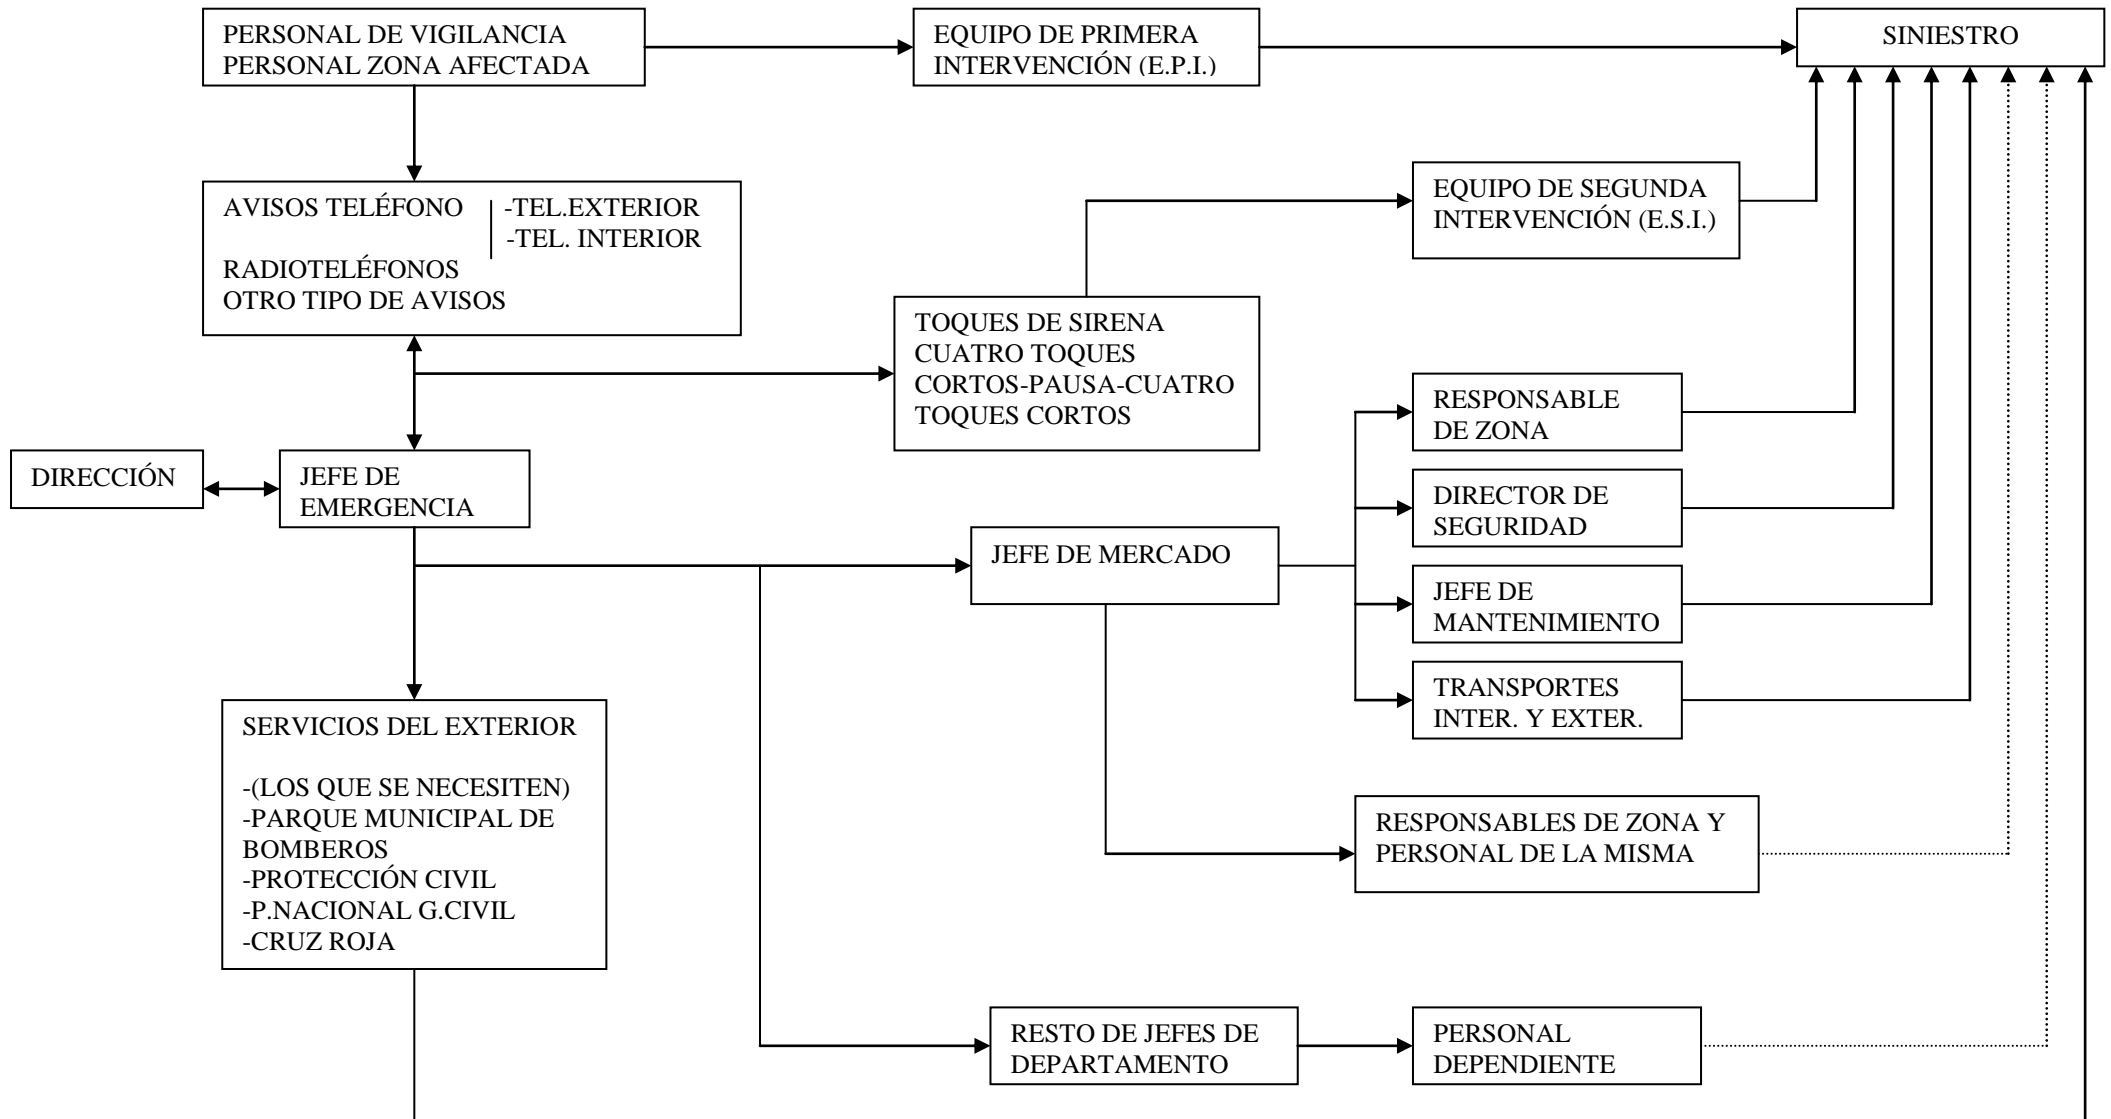 PERSONAL DE VIGILANCIA
PERSONAL ZONA AFECTADA
EQUIPO DE PRIMERA
INTERVENCIÓN (E.P.I.)
SINIESTRO
AVISOS TELÉFONO
-TEL.EXTERIOR
-TEL. INTERIOR
RADIOTELÉFONOS
OTRO TIPO DE AVISOS
EQUIPO DE SEGUNDA
INTERVENCIÓN (E.S.I.)
TOQUES DE SIRENA
CUATRO TOQUES
CORTOS-PAUSA-CUATRO
TOQUES CORTOS
RESPONSABLE
DE ZONA
DIRECCIÓN
JEFE DE
EMERGENCIA
DIRECTOR DE
SEGURIDAD
JEFE DE MERCADO
JEFE DE
MANTENIMIENTO
TRANSPORTES
INTER. Y EXTER.
SERVICIOS DEL EXTERIOR
-(LOS QUE SE NECESITEN)
-PARQUE MUNICIPAL DE
BOMBEROS
-PROTECCIÓN CIVIL
-P.NACIONAL G.CIVIL
-CRUZ ROJA
RESPONSABLES DE ZONA Y
PERSONAL DE LA MISMA
RESTO DE JEFES DE
DEPARTAMENTO
PERSONAL
DEPENDIENTE